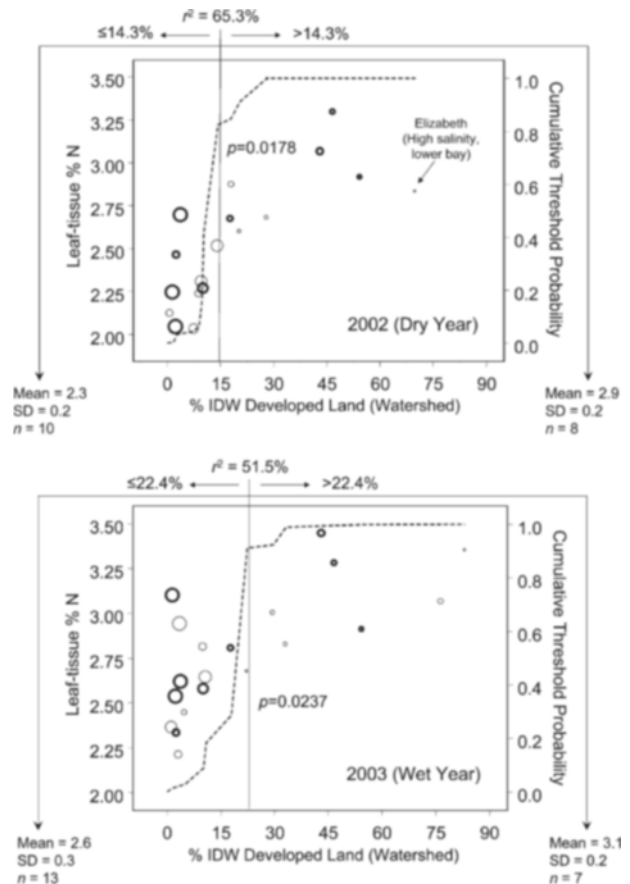 r² = 65.3%
≤14.3% >14.3%
3.50
3.25
3.00
2.75
2.50
2.25
2.00
Leaf-tissue % N
1.0
0.8
0.6
0.4
0.2
0.0
Cumulative Threshold Probability
p=0.0178
Elizabeth
(High salinity,
lower bay)
2002 (Dry Year)
0 15 30 45 60 75 90
% IDW Developed Land (Watershed)
Mean = 2.3
SD = 0.2
n = 10
Mean = 2.9
SD = 0.2
n = 8
r² = 51.5%
≤22.4% >22.4%
3.50
3.25
3.00
2.75
2.50
2.25
2.00
Leaf-tissue % N
1.0
0.8
0.6
0.4
0.2
0.0
Cumulative Threshold Probability
p=0.0237
2003 (Wet Year)
0 15 30 45 60 75 90
% IDW Developed Land (Watershed)
Mean = 2.6
SD = 0.3
n = 13
Mean = 3.1
SD = 0.2
n = 7